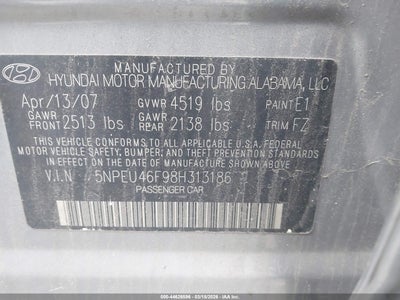 HYUNDAI MOTOR MANUFACTURING ALABAMA, LLC
Apr/13/07 GVWR 4519 lbs PAINT E1
GAWR FRONT 2513 lbs GAWR REAR 2138 lbs TRIM FZ
THIS VEHICLE CONFORMS TO ALL APPLICABLE U.S. FEDERAL
MOTOR VEHICLE SAFETY, BUMPER, AND THEFT PREVENTION
STANDARDS IN EFFECT ON THE DATE OF MANUFACTURE SHOWN ABOVE.
V.I.N 5NPEU46F98H313186
PASSENGER CAR